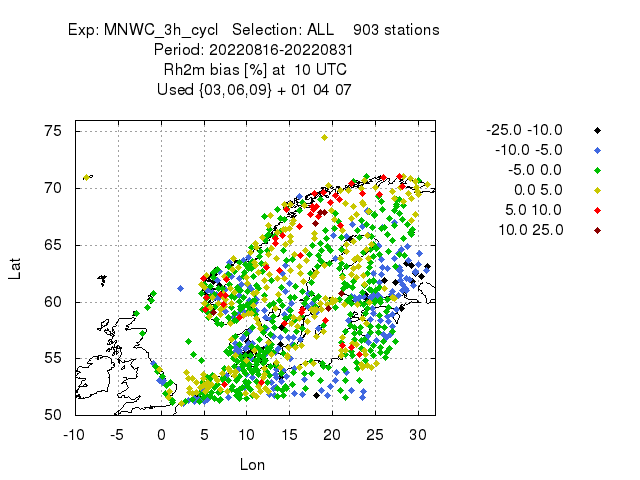 Exp: MNWC_3h_cycl   Selection: ALL    903 stations
Period: 20220816-20220831
Rh2m bias [%] at  10 UTC
Used {03,06,09} + 01 04 07
75
70
65
60
55
50
-10 -5 0 5 10 15 20 25 30
Lat
Lon
-25.0 -10.0
-10.0 -5.0
-5.0 0.0
0.0 5.0
5.0 10.0
10.0 25.0